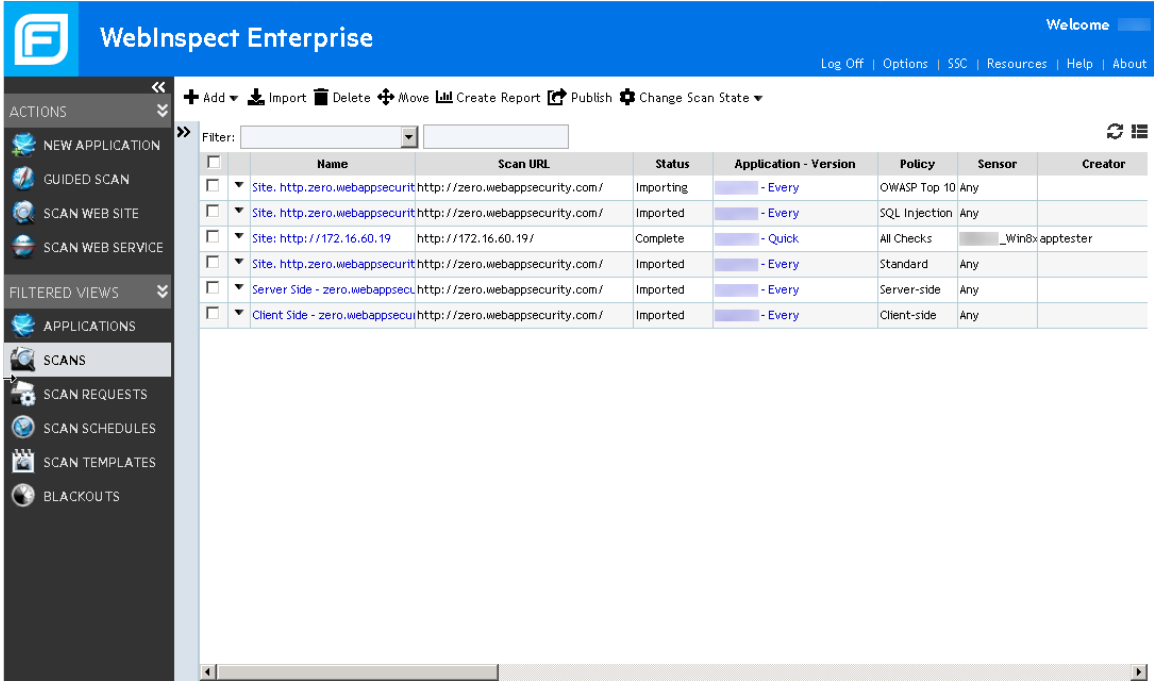 WebInspect Enterprise
Welcome
Log Off | Options | SSC | Resources | Help | About
ACTIONS
NEW APPLICATION
GUIDED SCAN
SCAN WEB SITE
SCAN WEB SERVICE
FILTERED VIEWS
APPLICATIONS
SCANS
SCAN REQUESTS
SCAN SCHEDULES
SCAN TEMPLATES
BLACKOUTS
Add Import Delete Move Create Report Publish Change Scan State
Filter:
Name Scan URL Status Application - Version Policy Sensor Creator
Site. http.zero.webappsecurit http://zero.webappsecurity.com/ Importing - Every OWASP Top 10 Any
Site. http.zero.webappsecurit http://zero.webappsecurity.com/ Imported - Every SQL Injection Any
Site: http://172.16.60.19 http://172.16.60.19/ Complete - Quick All Checks _Win8x apptester
Site. http.zero.webappsecurit http://zero.webappsecurity.com/ Imported - Every Standard Any
Server Side - zero.webappsecu http://zero.webappsecurity.com/ Imported - Every Server-side Any
Client Side - zero.webappsecur http://zero.webappsecurity.com/ Imported - Every Client-side Any